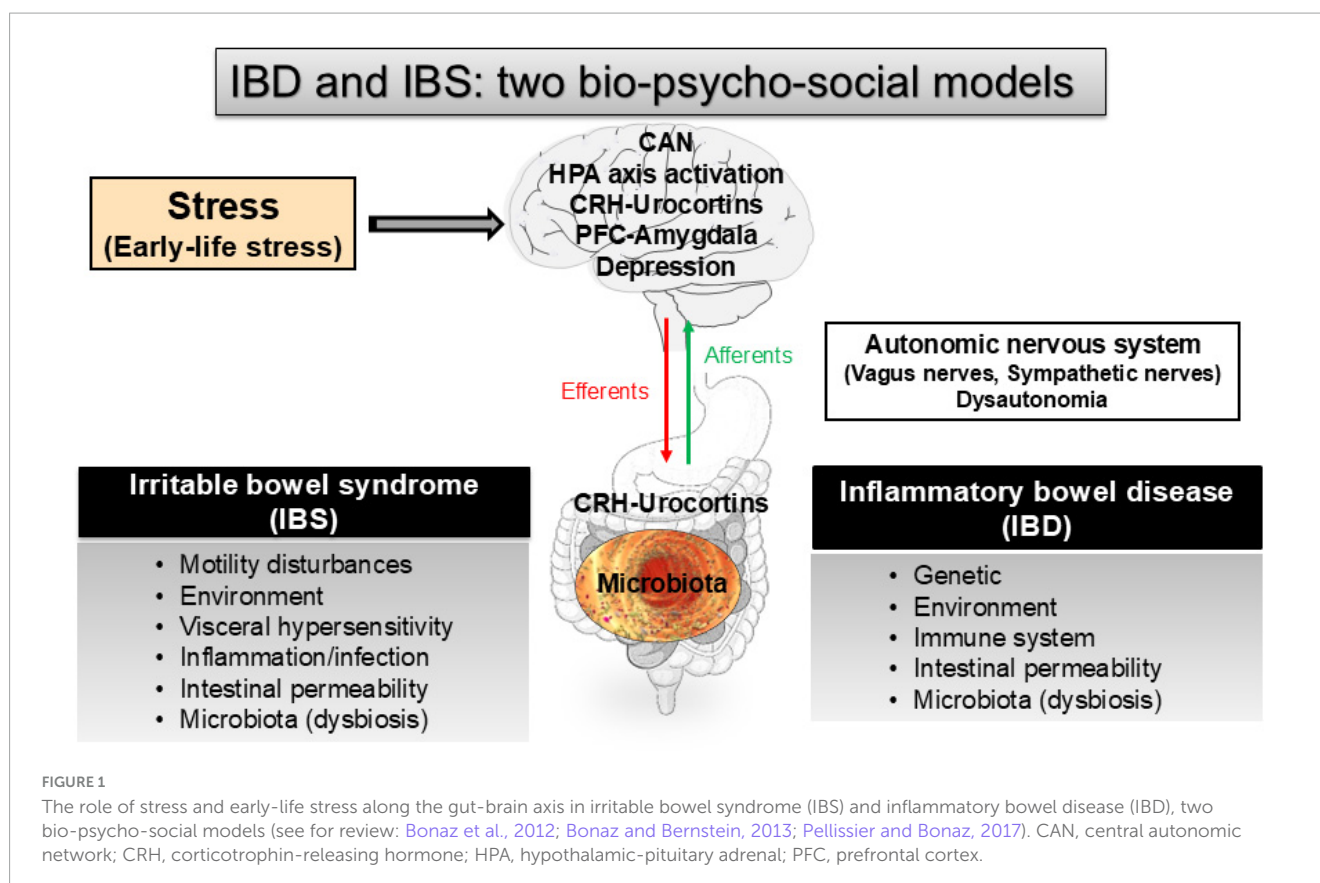 IBD and IBS: two bio-psycho-social models
CAN
HPA axis activation
CRH-Urocortins
PFC-Amygdala
Depression
Stress
(Early-life stress)
Efferents
Afferents
Autonomic nervous system
(Vagus nerves, Sympathetic nerves)
Dysautonomia
Irritable bowel syndrome
(IBS)
• Motility disturbances
• Environment
• Visceral hypersensitivity
• Inflammation/infection
• Intestinal permeability
• Microbiota (dysbiosis)
CRH-Urocortins
Microbiota
Inflammatory bowel disease
(IBD)
• Genetic
• Environment
• Immune system
• Intestinal permeability
• Microbiota (dysbiosis)
FIGURE 1
The role of stress and early-life stress along the gut-brain axis in irritable bowel syndrome (IBS) and inflammatory bowel disease (IBD), two
bio-psycho-social models (see for review: Bonaz et al., 2012; Bonaz and Bernstein, 2013; Pellissier and Bonaz, 2017). CAN, central autonomic
network; CRH, corticotrophin-releasing hormone; HPA, hypothalamic-pituitary adrenal; PFC, prefrontal cortex.